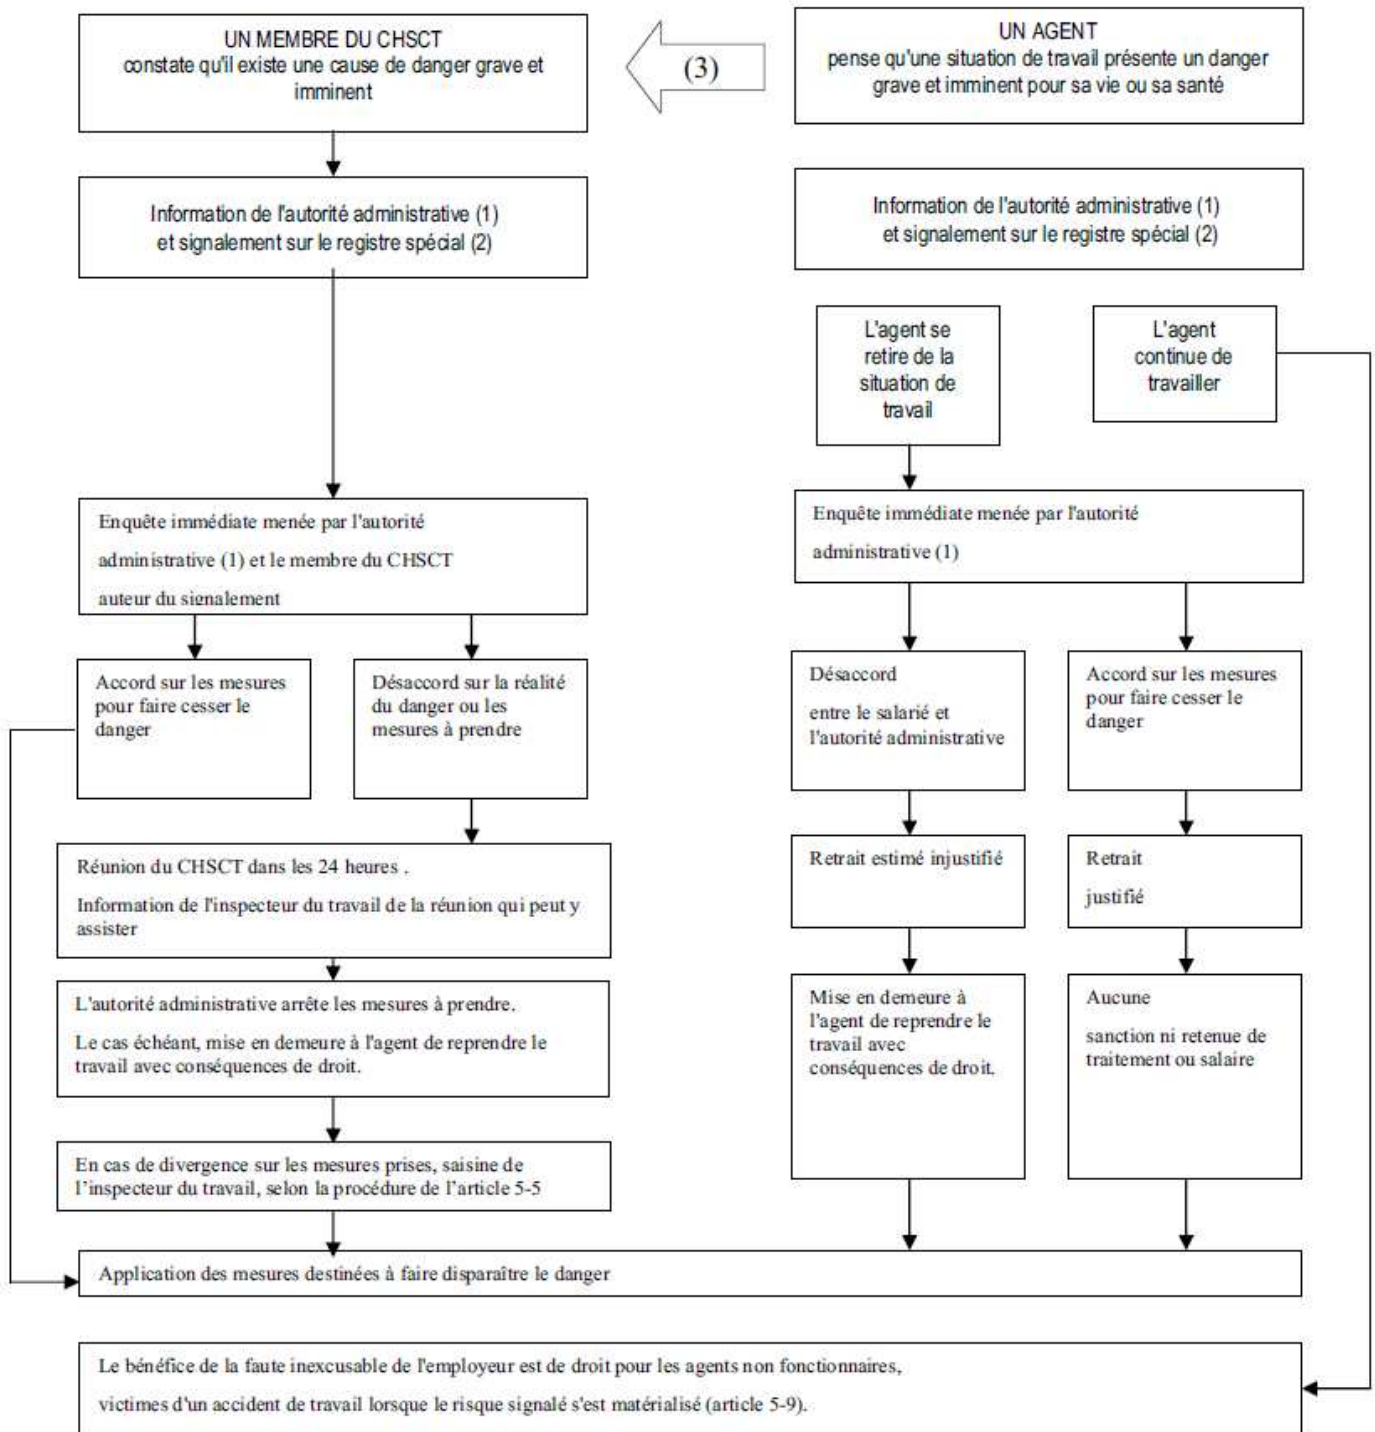 UN MEMBRE DU CHSCT
constate qu'il existe une cause de danger grave et
imminent
(3)
UN AGENT
pense qu'une situation de travail présente un danger
grave et imminent pour sa vie ou sa santé
Information de l'autorité administrative (1)
et signalement sur le registre spécial (2)
Information de l'autorité administrative (1)
et signalement sur le registre spécial (2)
L'agent se
retire de la
situation de
travail
L'agent
continue de
travailler
Enquête immédiate menée par l'autorité
administrative (1) et le membre du CHSCT
auteur du signalement
Enquête immédiate menée par l'autorité
administrative (1)
Accord sur les mesures
pour faire cesser le
danger
Désaccord sur la réalité
du danger ou les
mesures à prendre
Désaccord
entre le salarié et
l'autorité administrative
Accord sur les mesures
pour faire cesser le
danger
Réunion du CHSCT dans les 24 heures .
Information de l'inspecteur du travail de la réunion qui peut y
assister
Retrait estimé injustifié
Retrait
justifié
L'autorité administrative arrête les mesures à prendre.
Le cas échéant, mise en demeure à l'agent de reprendre le
travail avec conséquences de droit.
Mise en demeure à
l'agent de reprendre le
travail avec
conséquences de droit.
Aucune
sanction ni retenue de
traitement ou salaire
En cas de divergence sur les mesures prises, saisine de
l’inspecteur du travail, selon la procédure de l’article 5-5
Application des mesures destinées à faire disparaître le danger
Le bénéfice de la faute inexcusable de l'employeur est de droit pour les agents non fonctionnaires,
victimes d'un accident de travail lorsque le risque signalé s'est matérialisé (article 5-9).